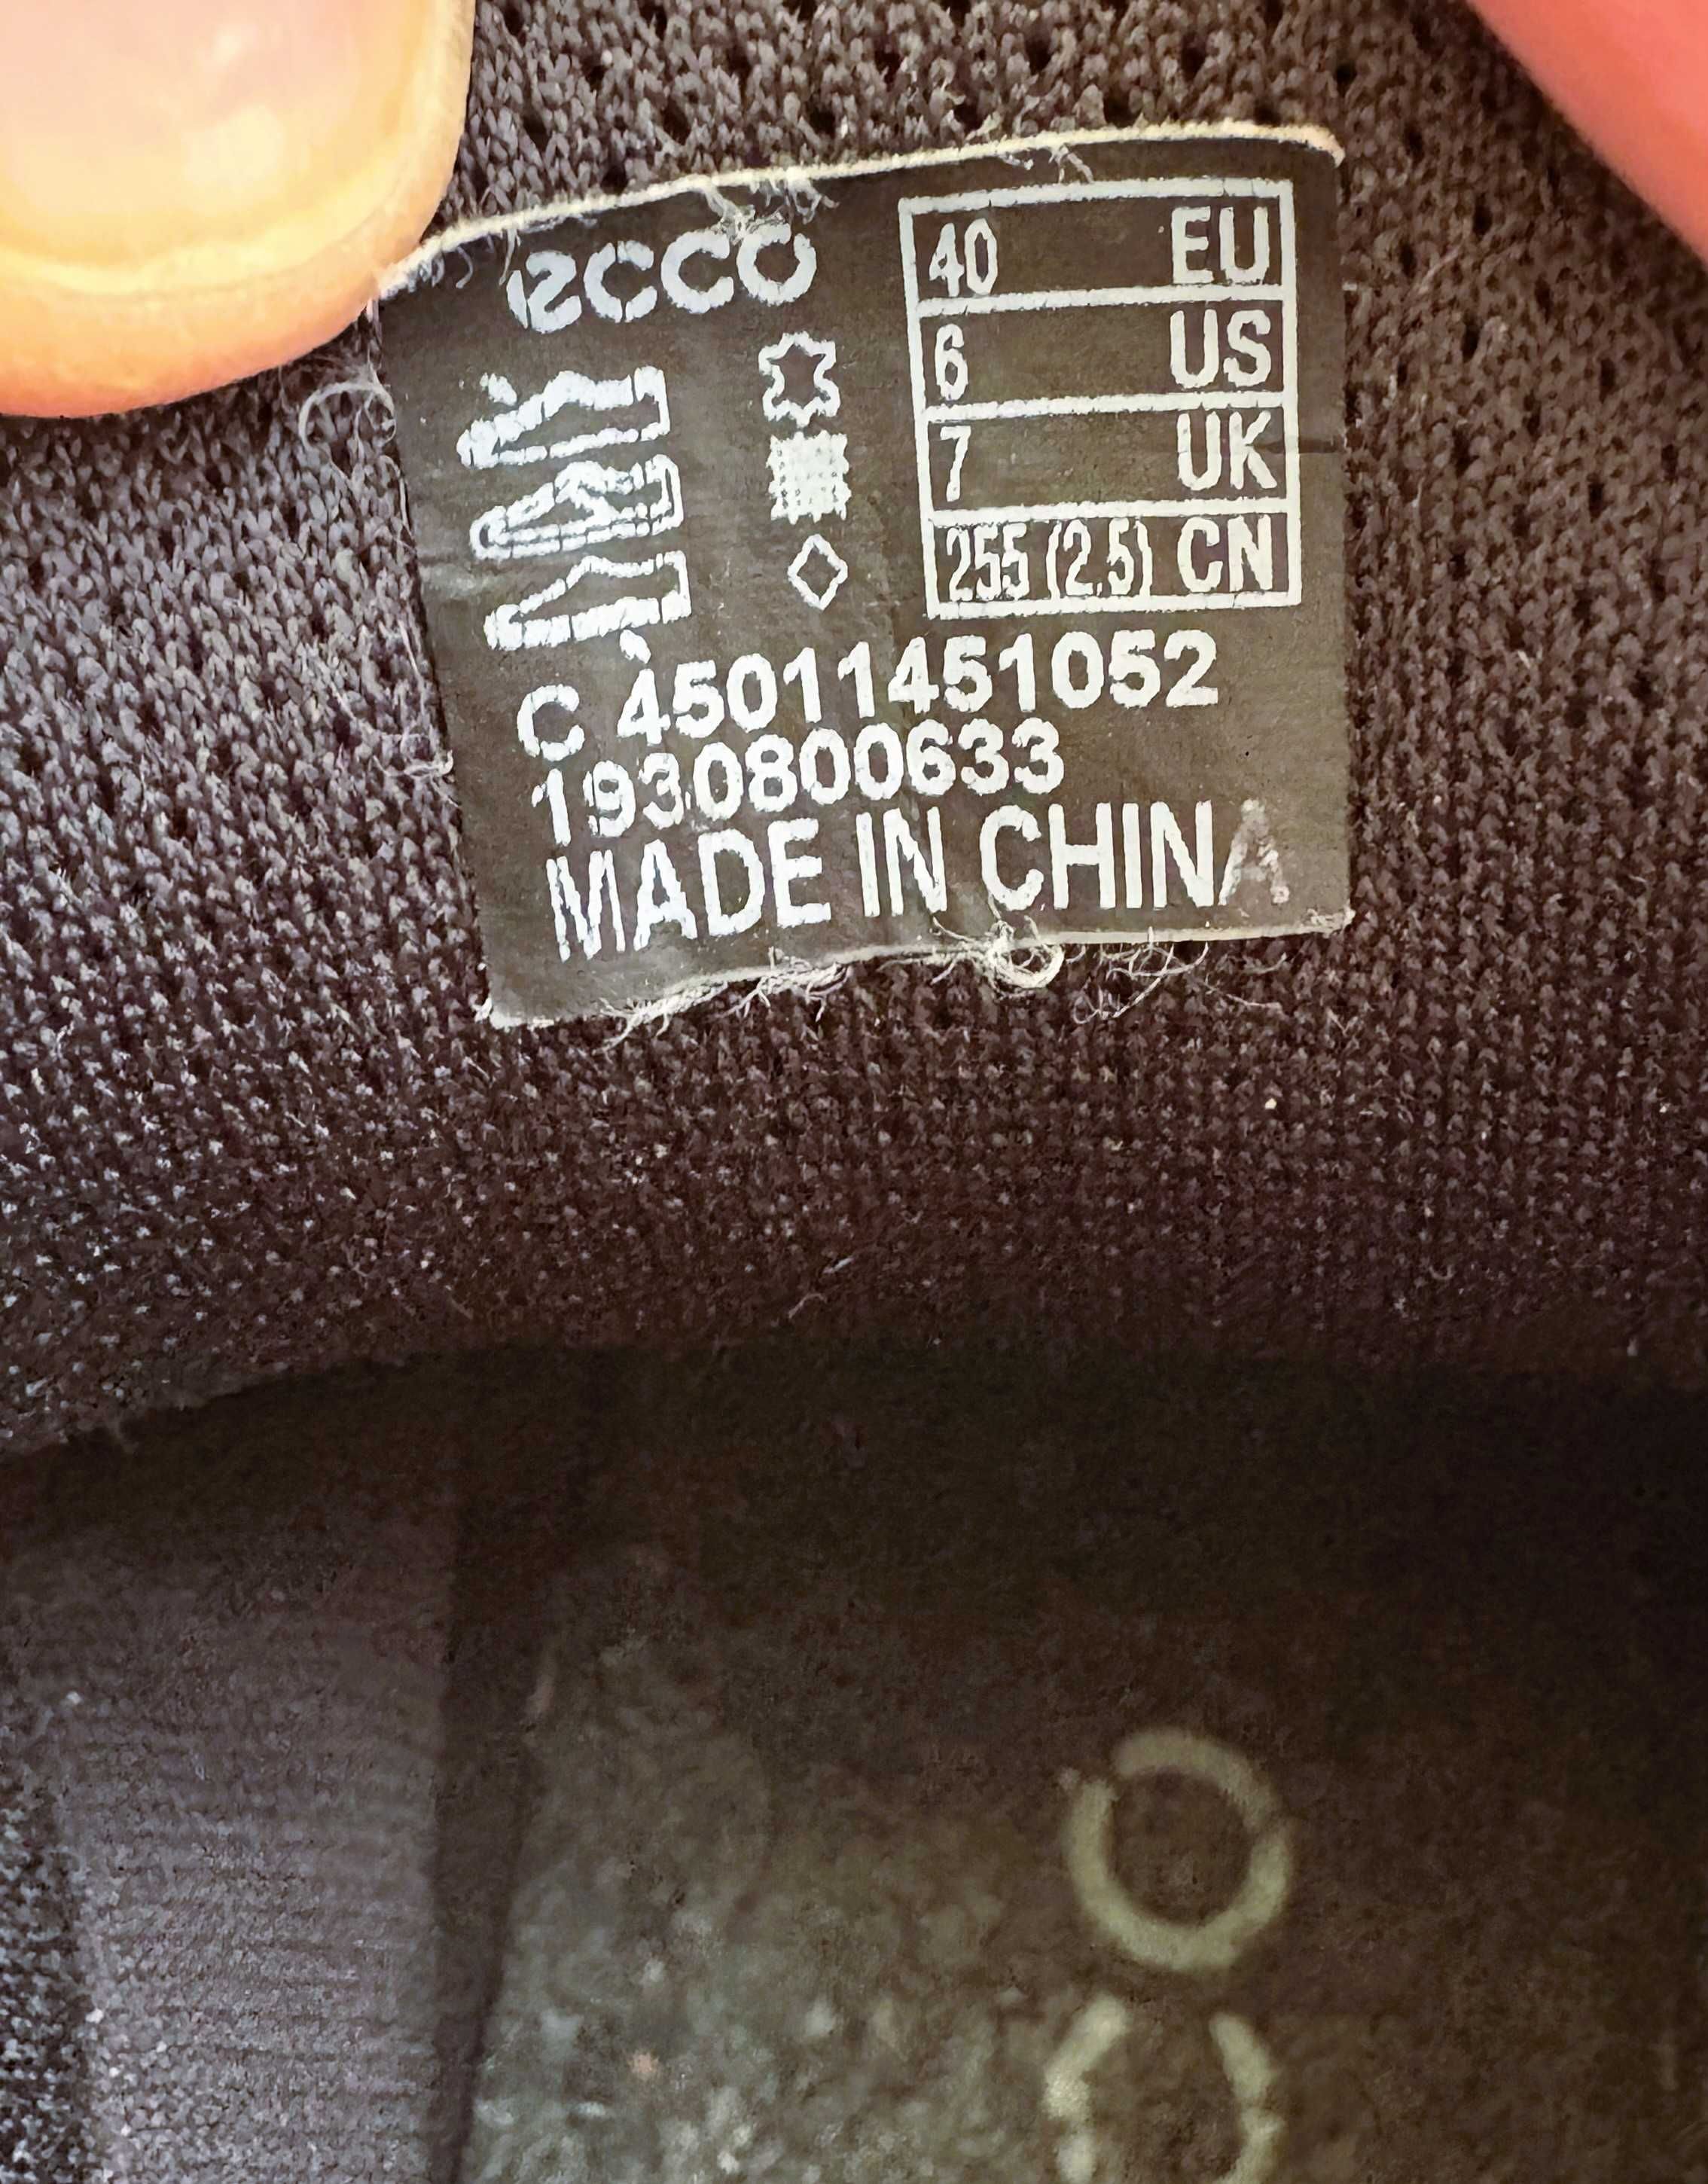 ecco
40 EU
6 US
7 UK
255 (2,5) CN
C 45011451052
1930800633
MADE IN CHINA